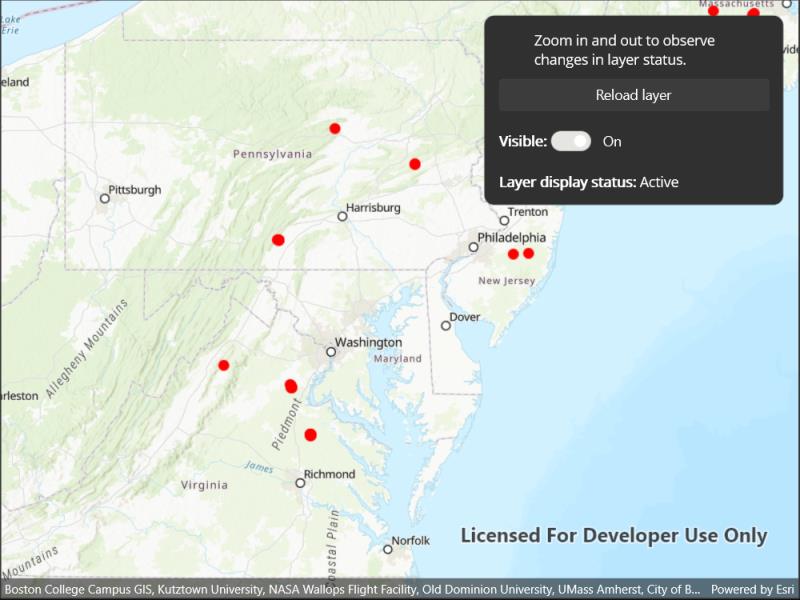 Lake
Erie
Massachusetts
Zoom in and out to observe
changes in layer status.
Reload layer
Visible: On
Layer display status: Active
eland
Pennsylvania
Pittsburgh
Harrisburg
Trenton
Philadelphia
New Jersey
Dover
Allegheny Mountains
Washington
Maryland
arleston
Piedmont
James
Richmond
Virginia
oastal Plain
Norfolk
Mountains
Licensed For Developer Use Only
Boston College Campus GIS, Kutztown University, NASA Wallops Flight Facility, Old Dominion University, UMass Amherst, City of B... Powered by Esri